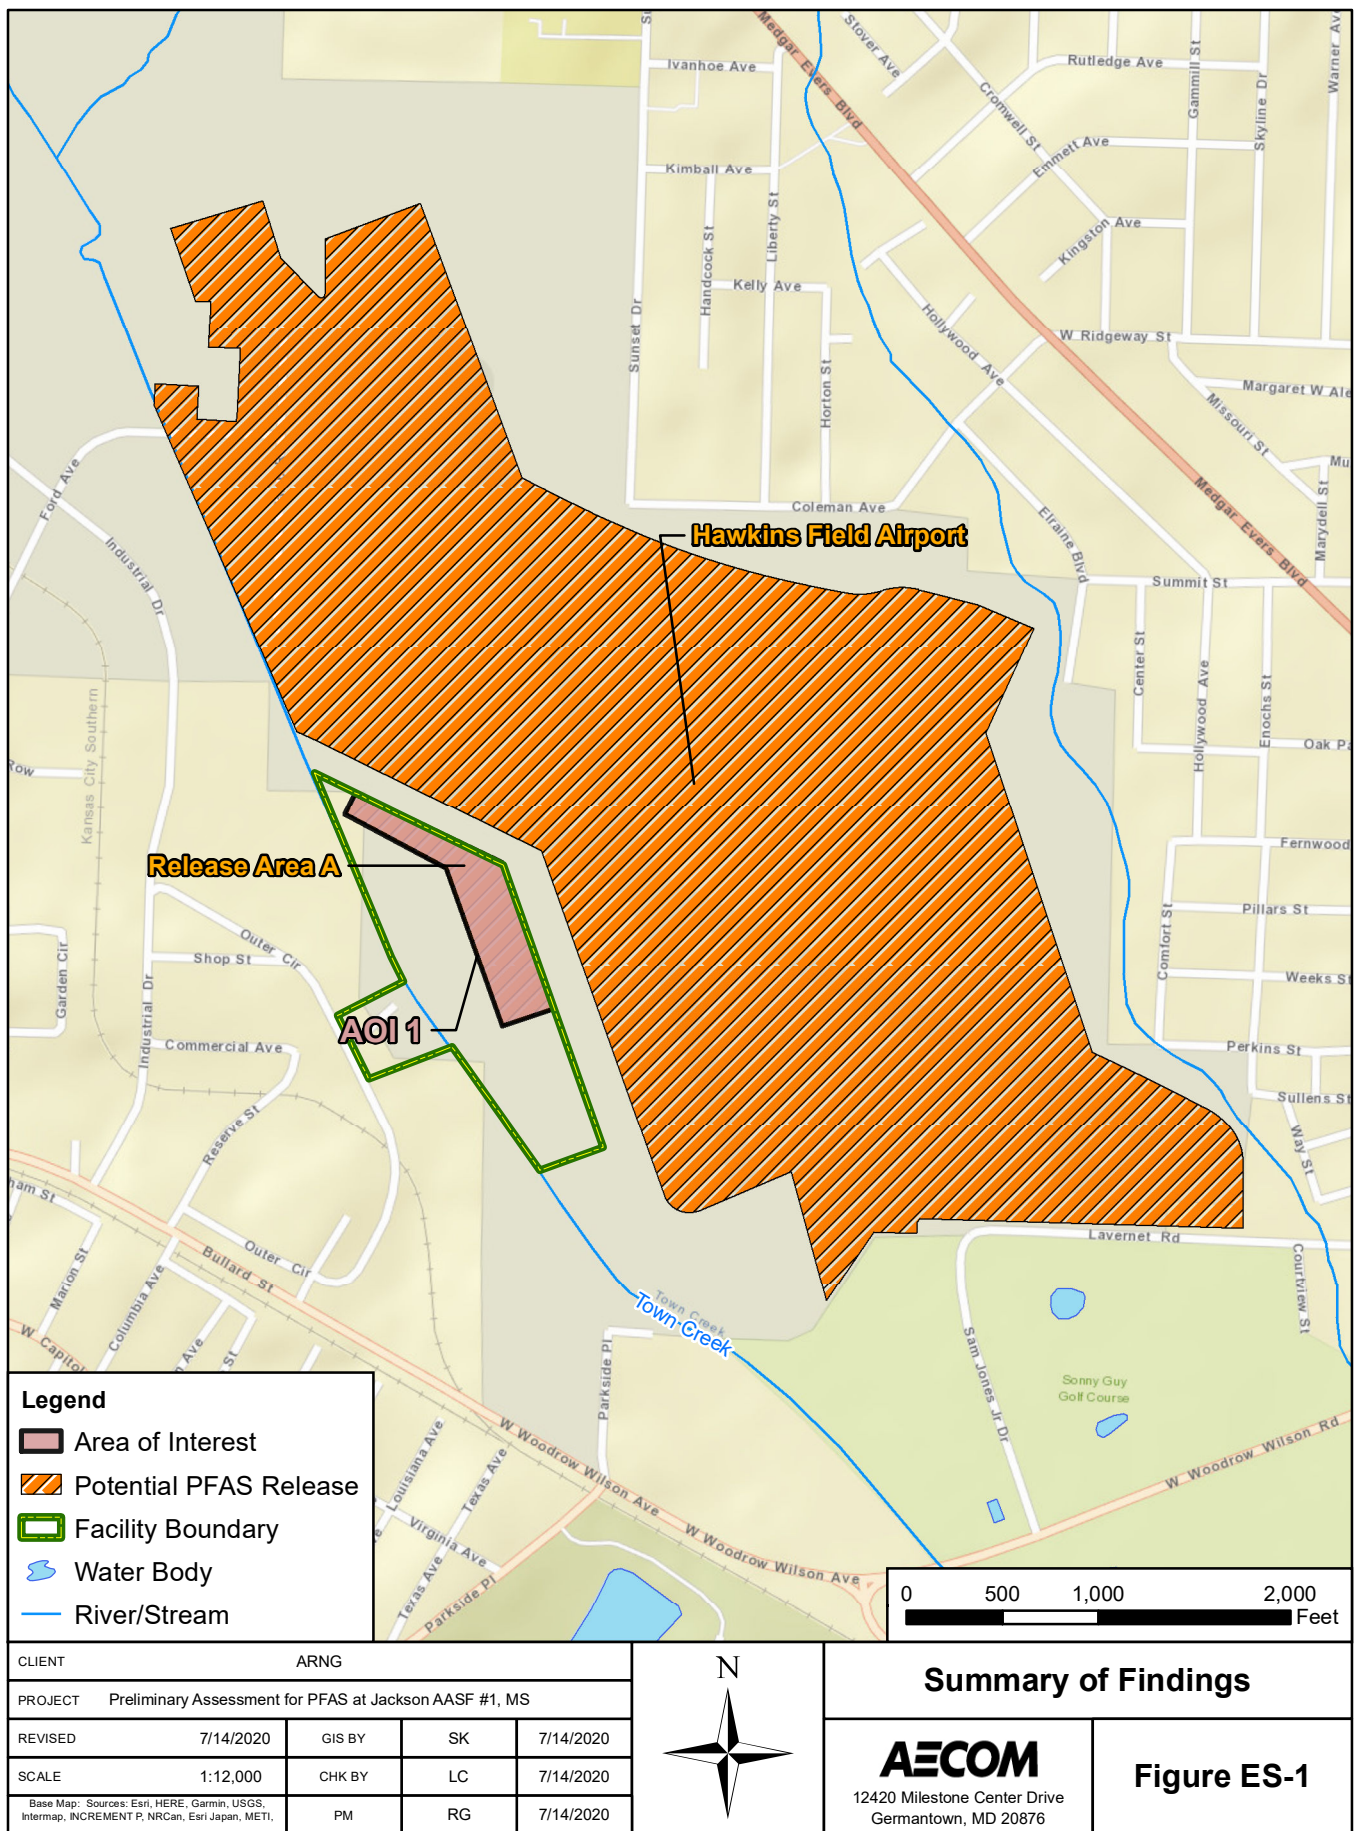 Ivanhoe Ave
Stover Ave
Medgar Evers Blvd
Rutledge Ave
Gammill St
Skyline Dr
Warner Av
Cromwell St
Emmett Ave
Kimball Ave
Handcock St
Liberty St
Kingston Ave
Kelly Ave
Sunset Dr
Horton St
Hollywood Ave
W Ridgeway St
Margaret W Ale
Missouri St
Mu
Marydell St
Medgar Evers Blvd
Coleman Ave
Elraine Blvd
Summit St
Ford Ave
Industrial Dr
Hawkins Field Airport
Center St
Hollywood Ave
Enochs St
Oak Pa
Kansas City Southern
Row
Fernwood
Release Area A
Pillars St
Comfort St
Weeks S
Outer Cir
Shop St
Garden Cir
Industrial Dr
AOI 1
Commercial Ave
Perkins St
Sullens St
Way St
Reserve St
ham St
Marion St
Columbia Ave
Bullard St
Outer Cir
W Capito
n Ave
St
Lavernet Rd
Courtview St
Town Creek
Town Creek
Parkside Pl
Sam Jones Jr Dr
Sonny Guy
Golf Course
W Woodrow Wilson Rd
W Woodrow Wilson Ave
W Woodrow Wilson Ave
Louisiana Ave
Texas Ave
Virginia Ave
Texas Ave
Parkside Pl
Legend
Area of Interest
Potential PFAS Release
Facility Boundary
Water Body
River/Stream
0 500 1,000 2,000
Feet
CLIENT ARNG
PROJECT Preliminary Assessment for PFAS at Jackson AASF #1, MS
REVISED 7/14/2020 GIS BY SK 7/14/2020
SCALE 1:12,000 CHK BY LC 7/14/2020
Base Map: Sources: Esri, HERE, Garmin, USGS,
Intermap, INCREMENT P, NRCan, Esri Japan, METI,
PM RG 7/14/2020
N
Summary of Findings
AECOM
12420 Milestone Center Drive
Germantown, MD 20876
Figure ES-1